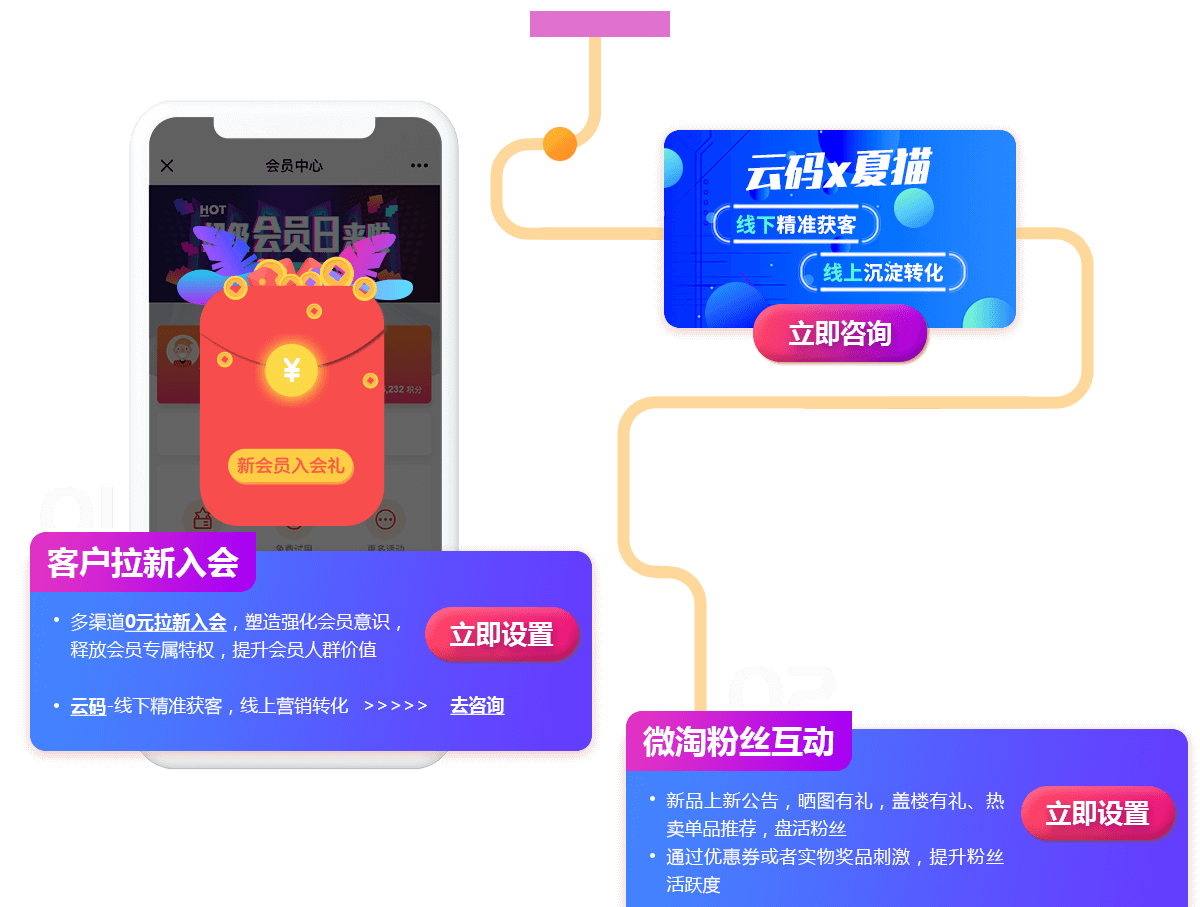 会员中心
HOT
超级会员日来啦
¥
新会员入会礼
,232 积分
免费试用
更多活动
云码x夏猫
线下精准获客
线上沉淀转化
立即咨询
01
客户拉新入会
• 多渠道0元拉新入会，塑造强化会员意识，
释放会员专属特权，提升会员人群价值
立即设置
• 云码-线下精准获客，线上营销转化 >>>>> 去咨询
02
微淘粉丝互动
• 新品上新公告，晒图有礼，盖楼有礼、热
卖单品推荐，盘活粉丝
• 通过优惠券或者实物奖品刺激，提升粉丝
活跃度
立即设置